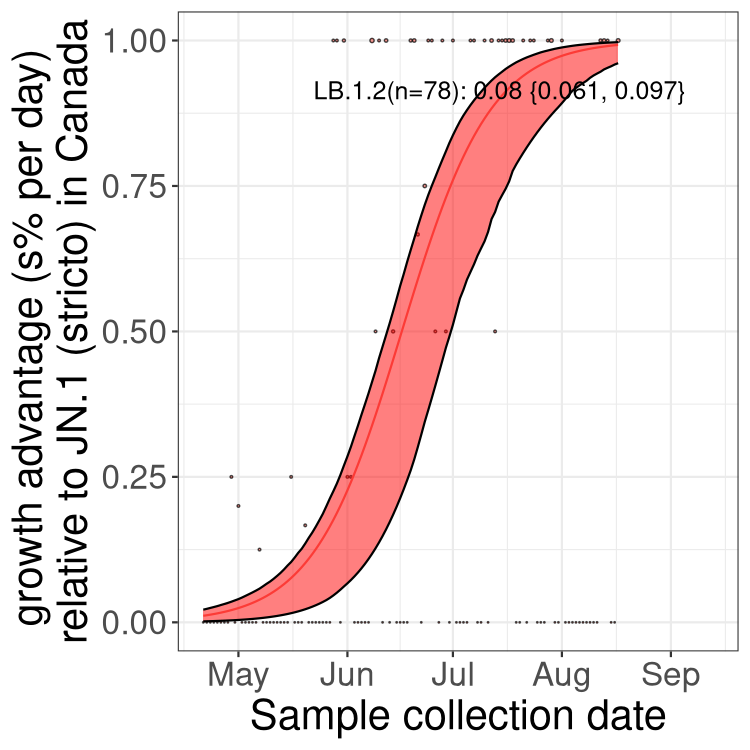 growth advantage (s% per day)
relative to JN.1 (stricto) in Canada
1.00
0.75
0.50
0.25
0.00
LB.1.2(n=78): 0.08 {0.061, 0.097}
May Jun Jul Aug Sep
Sample collection date